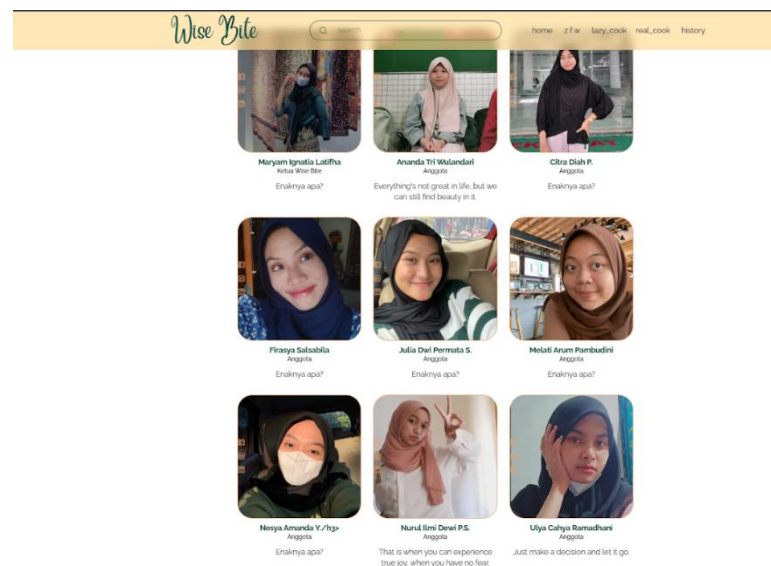 Wise Bite
search
home z f w lazy_cook real_cook history
Maryam Ignatia Latifha
Ketua Wise Bite
Enaknya apa?
Ananda Tri Wulandari
Anggota
Everything's not great in life, but we
can still find beauty in it.
Citra Diah P.
Anggota
Enaknya apa?
Firasya Salsabila
Anggota
Enaknya apa?
Julia Dwi Permata S.
Anggota
Enaknya apa?
Melati Arum Pambudini
Anggota
Enaknya apa?
Nesya Amanda Y./h3>
Anggota
Enaknya apa?
Nurul Ilmi Dewi P.S.
Anggota
That is when you can experience
true joy, when you have no fear.
Ulya Cahya Ramadhani
Anggota
Just make a decision and let it go.